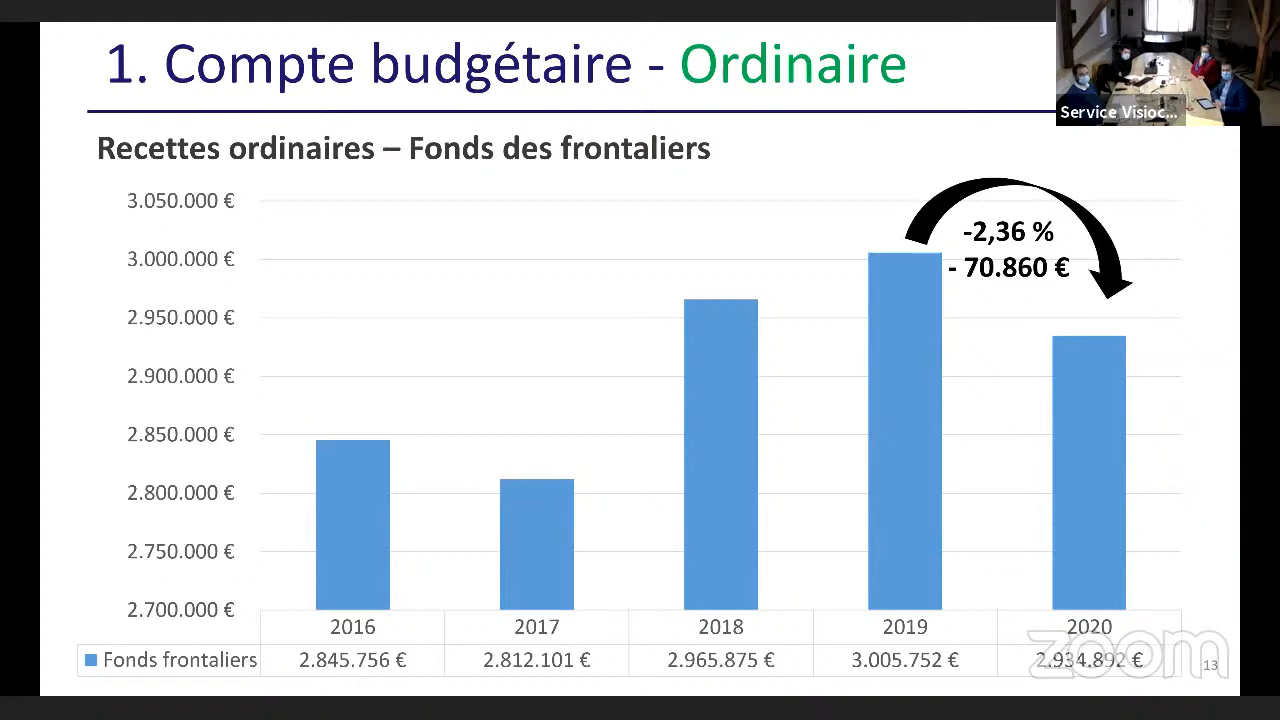 1. Compte budgétaire - Ordinaire
Service Visioc...
Recettes ordinaires – Fonds des frontaliers
3.050.000 €
3.000.000 €
2.950.000 €
2.900.000 €
2.850.000 €
2.800.000 €
2.750.000 €
2.700.000 €
-2,36 %
- 70.860 €
2016 2017 2018 2019 2020
Fonds frontaliers 2.845.756 € 2.812.101 € 2.965.875 € 3.005.752 € 2.934.892 €
zoom
13